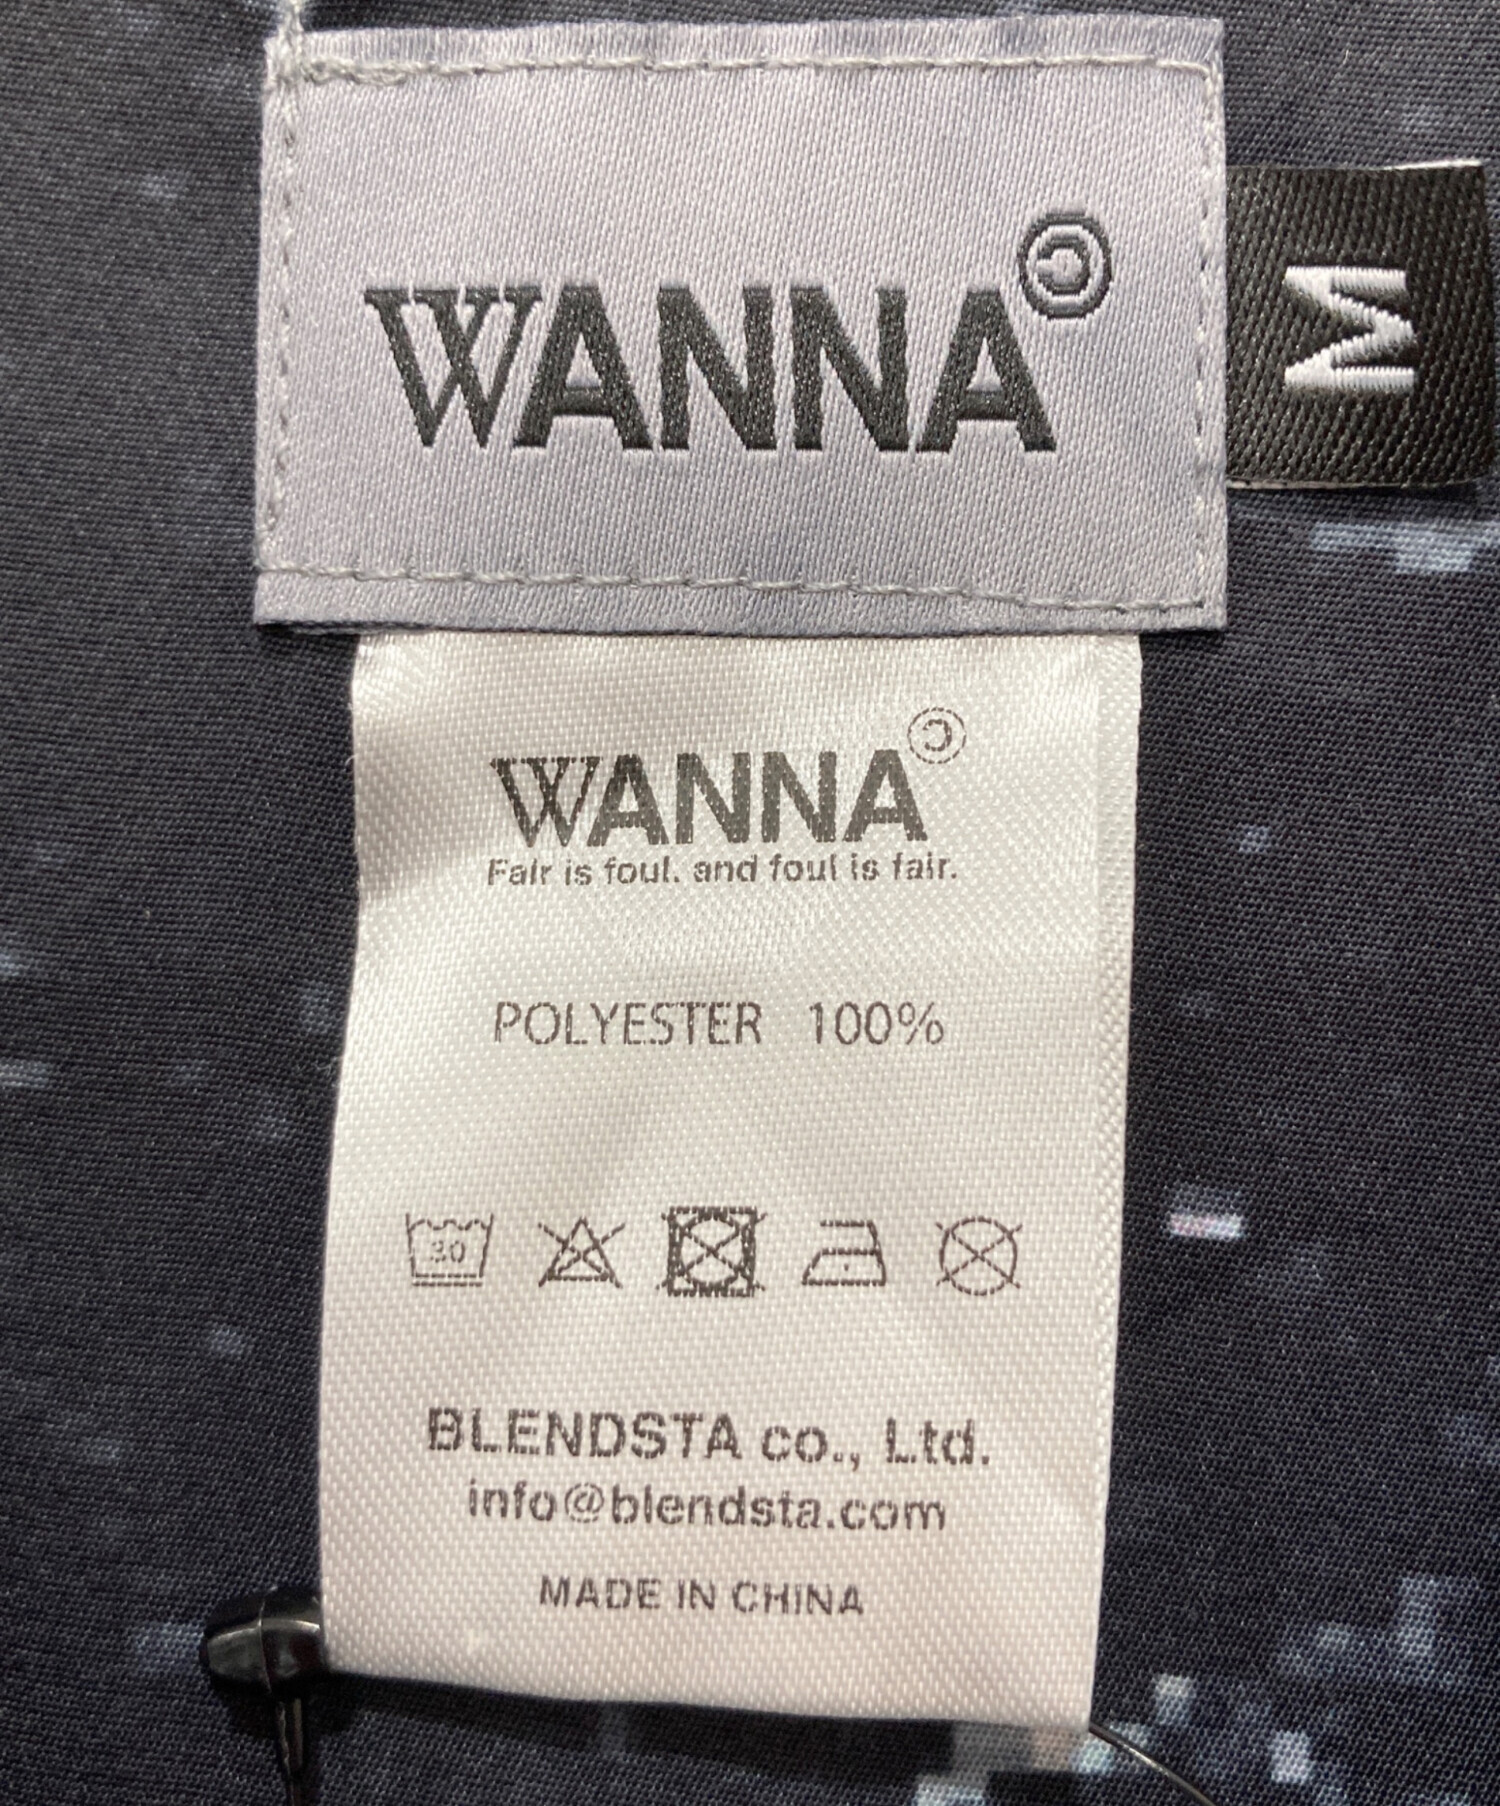 WANNA©
M
WANNA©
Fair is foul. and foul is fair.
POLYESTER 100%
30
BLENDSTA co., Ltd.
info@blendsta.com
MADE IN CHINA